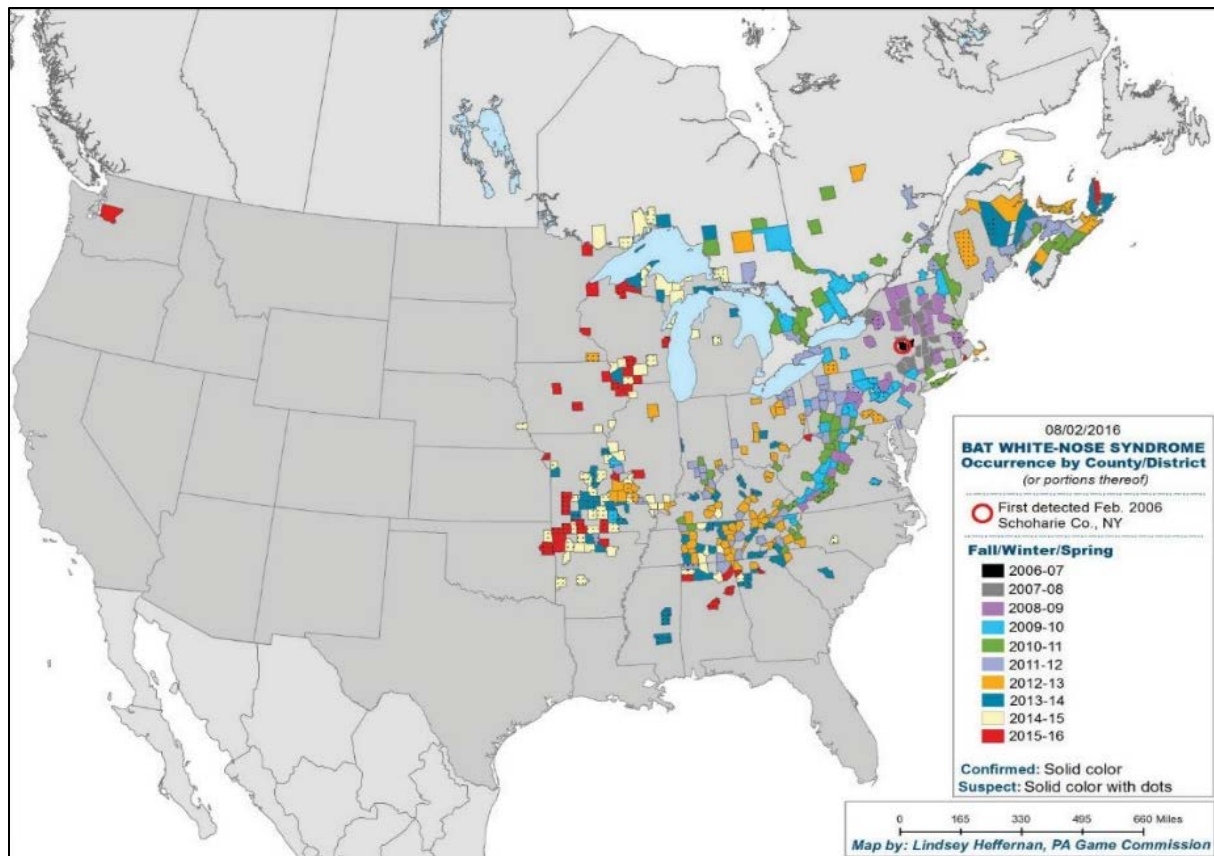 08/02/2016
BAT WHITE-NOSE SYNDROME
Occurrence by County/District
(or portions thereof)
First detected Feb. 2006
Schoharie Co., NY
Fall/Winter/Spring
2006-07
2007-08
2008-09
2009-10
2010-11
2011-12
2012-13
2013-14
2014-15
2015-16
Confirmed: Solid color
Suspect: Solid color with dots
0 165 330 495 660 Miles
Map by: Lindsey Heffernan, PA Game Commission